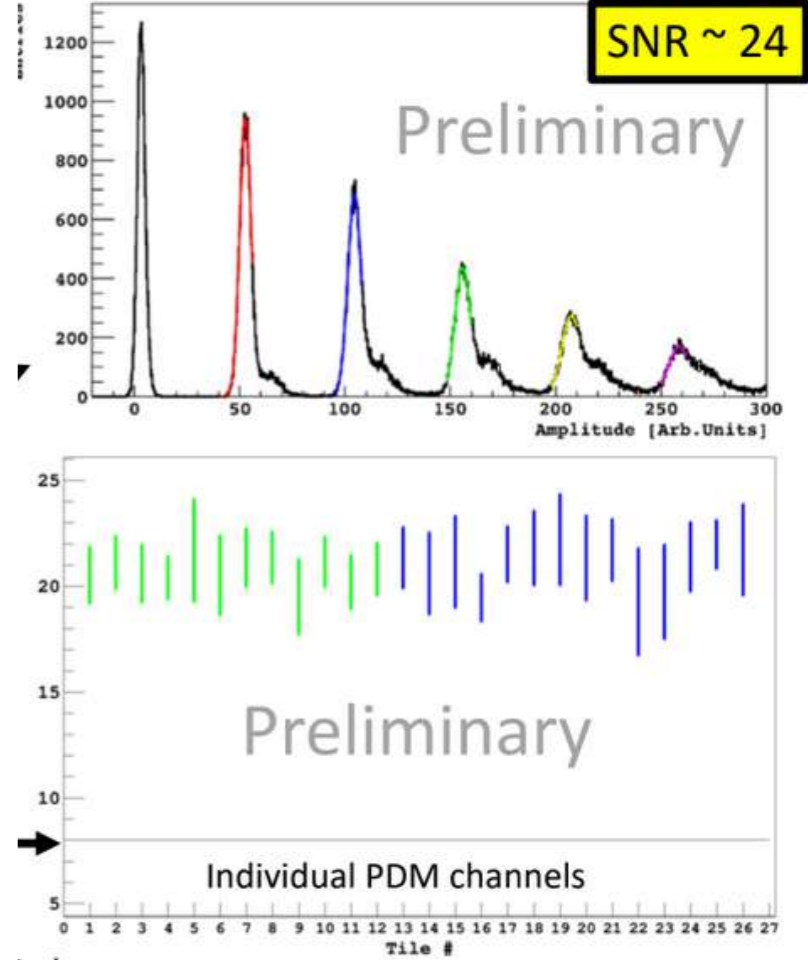 SNR ~ 24
Preliminary
1200
1000
800
600
400
200
0
0 50 100 150 200 250 300
Amplitude [Arb.Units]
25
20
15
10
5
Preliminary
Individual PDM channels
0 1 2 3 4 5 6 7 8 9 10 11 12 13 14 15 16 17 18 19 20 21 22 23 24 25 26 27
Tile #